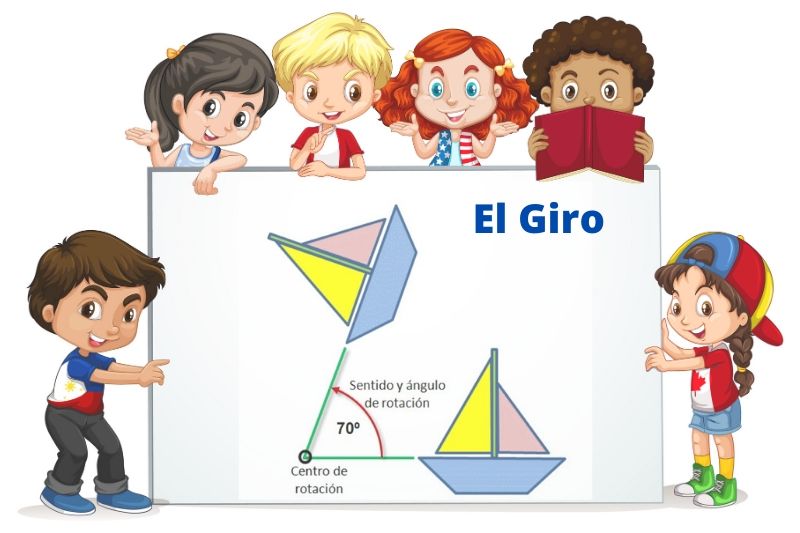 El Giro
Sentido y ángulo
de rotación
70º
Centro de
rotación